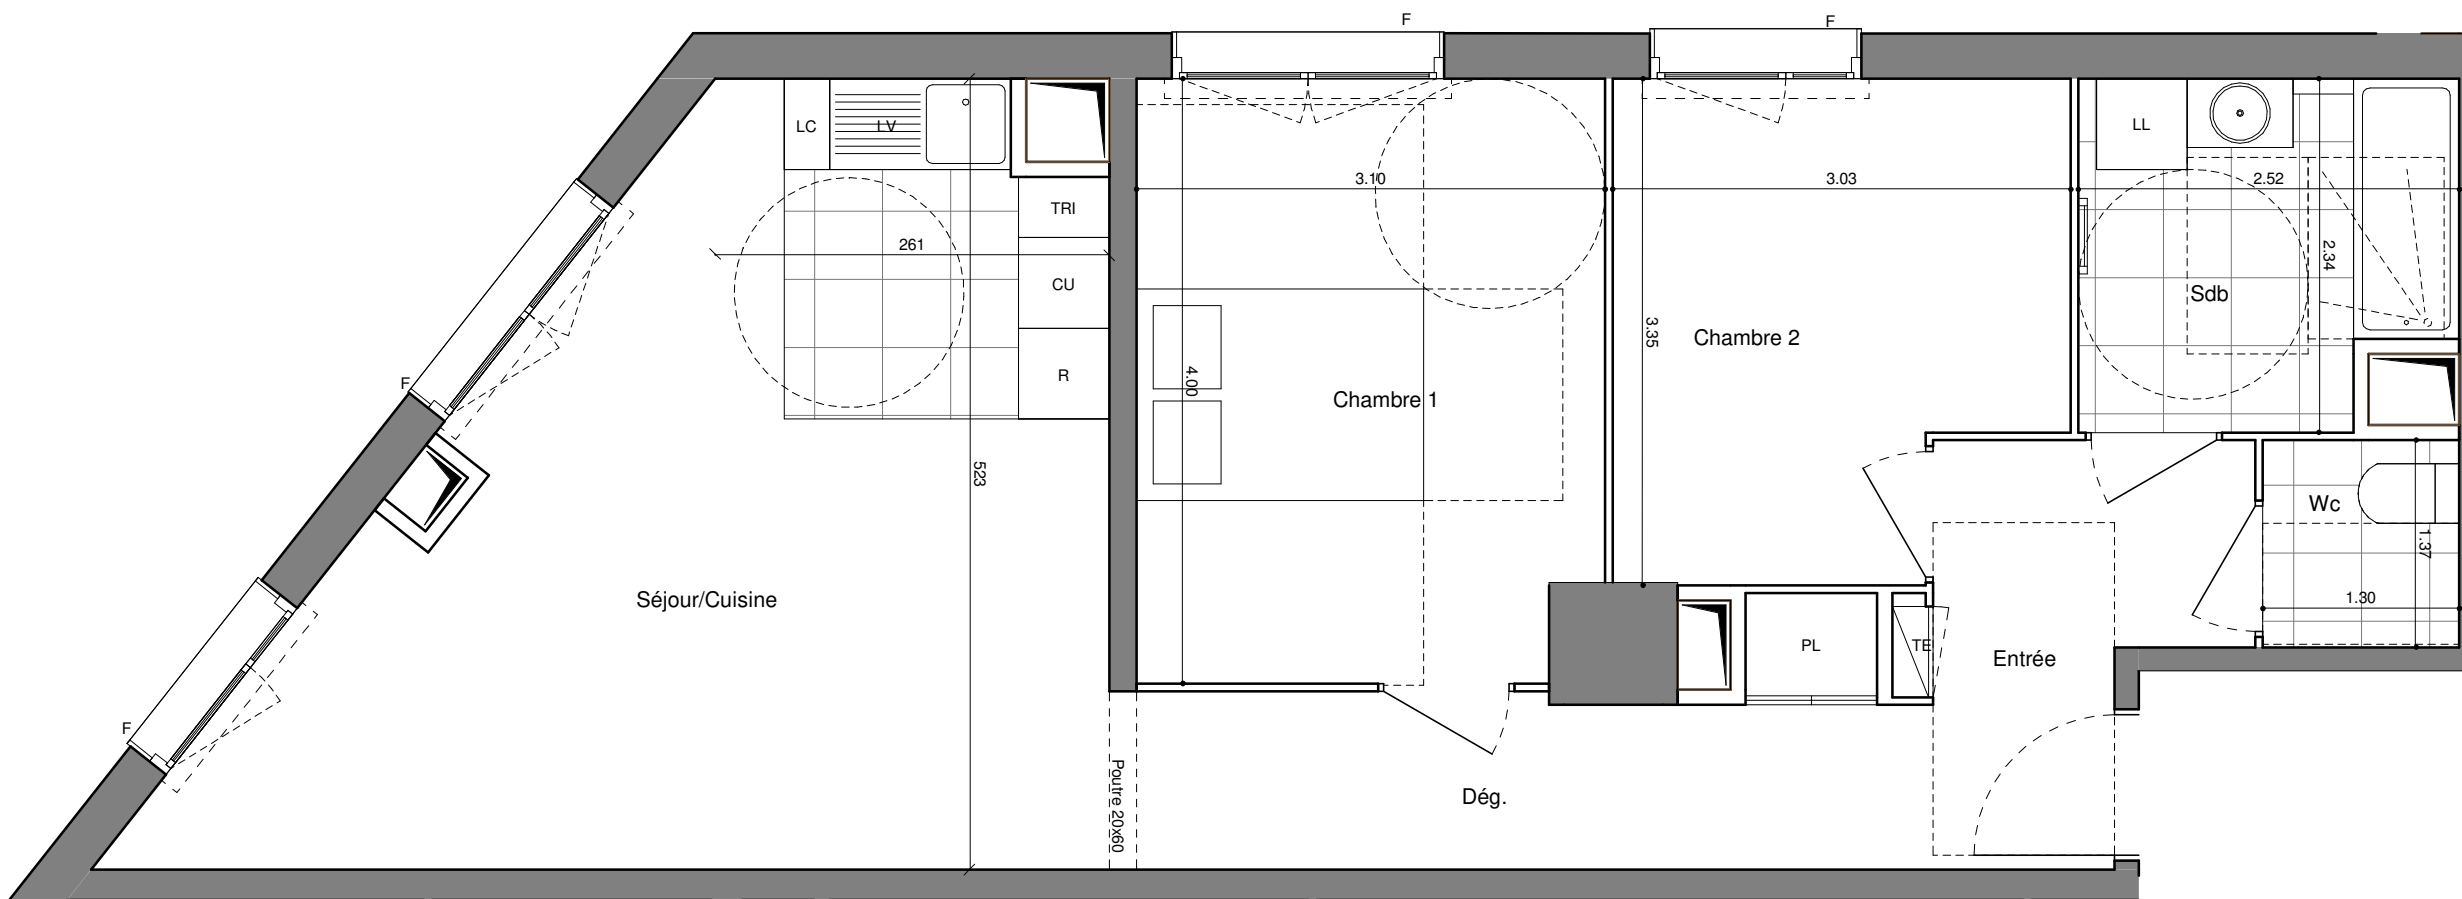 F
F
LC
LV
LL
TRI
3.10
3.03
2.52
261
2.34
CU
Sdb
3.35
Chambre 2
R
4.00
Chambre 1
F
523
Wc
1.37
Séjour/Cuisine
1.30
PL
TE
Entrée
F
Poutre 20x60
Dég.